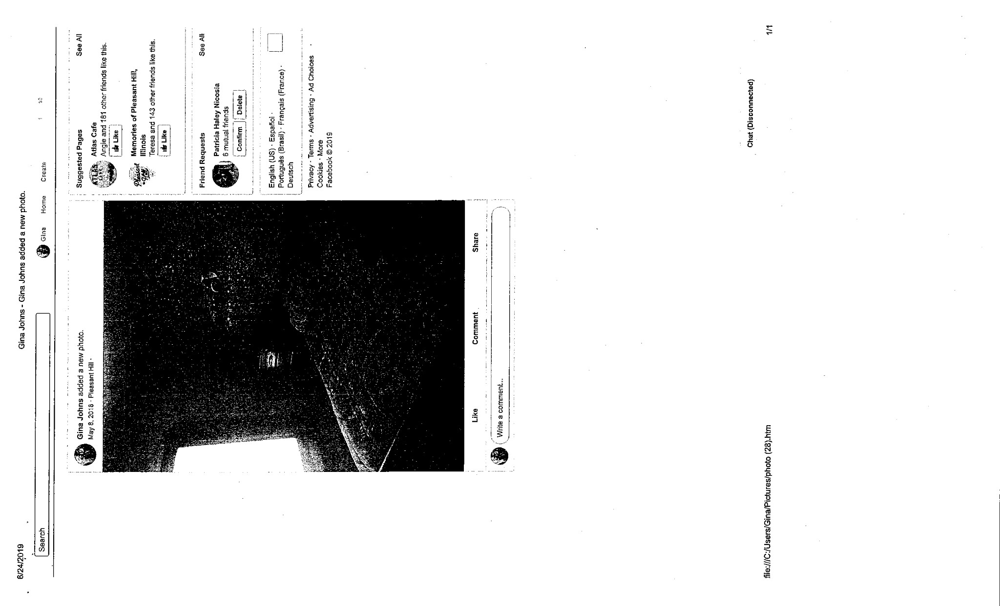 6/24/2019
Gina Johns - Gina Johns added a new photo.
Search
Gina
Home
Create
1
10
Gina Johns added a new photo.
May 8, 2018 · Pleasant Hill ·
Like
Comment
Share
Write a comment...
Suggested Pages
See All
ATLAS
Atlas Cafe
Angie and 181 other friends like this.
Like
Pleasant
Hill
Memories of Pleasant Hill,
Illinois
Teresa and 143 other friends like this.
Like
Friend Requests
See All
Patricia Haley Nicosia
6 mutual friends
Confirm
Delete
English (US) · Español ·
Português (Brasil) · Français (France) ·
Deutsch
Privacy · Terms · Advertising · Ad Choices
Cookies · More
Facebook © 2019
Chat (Disconnected)
file:///C:/Users/Gina/Pictures/photo (28).htm
1/1